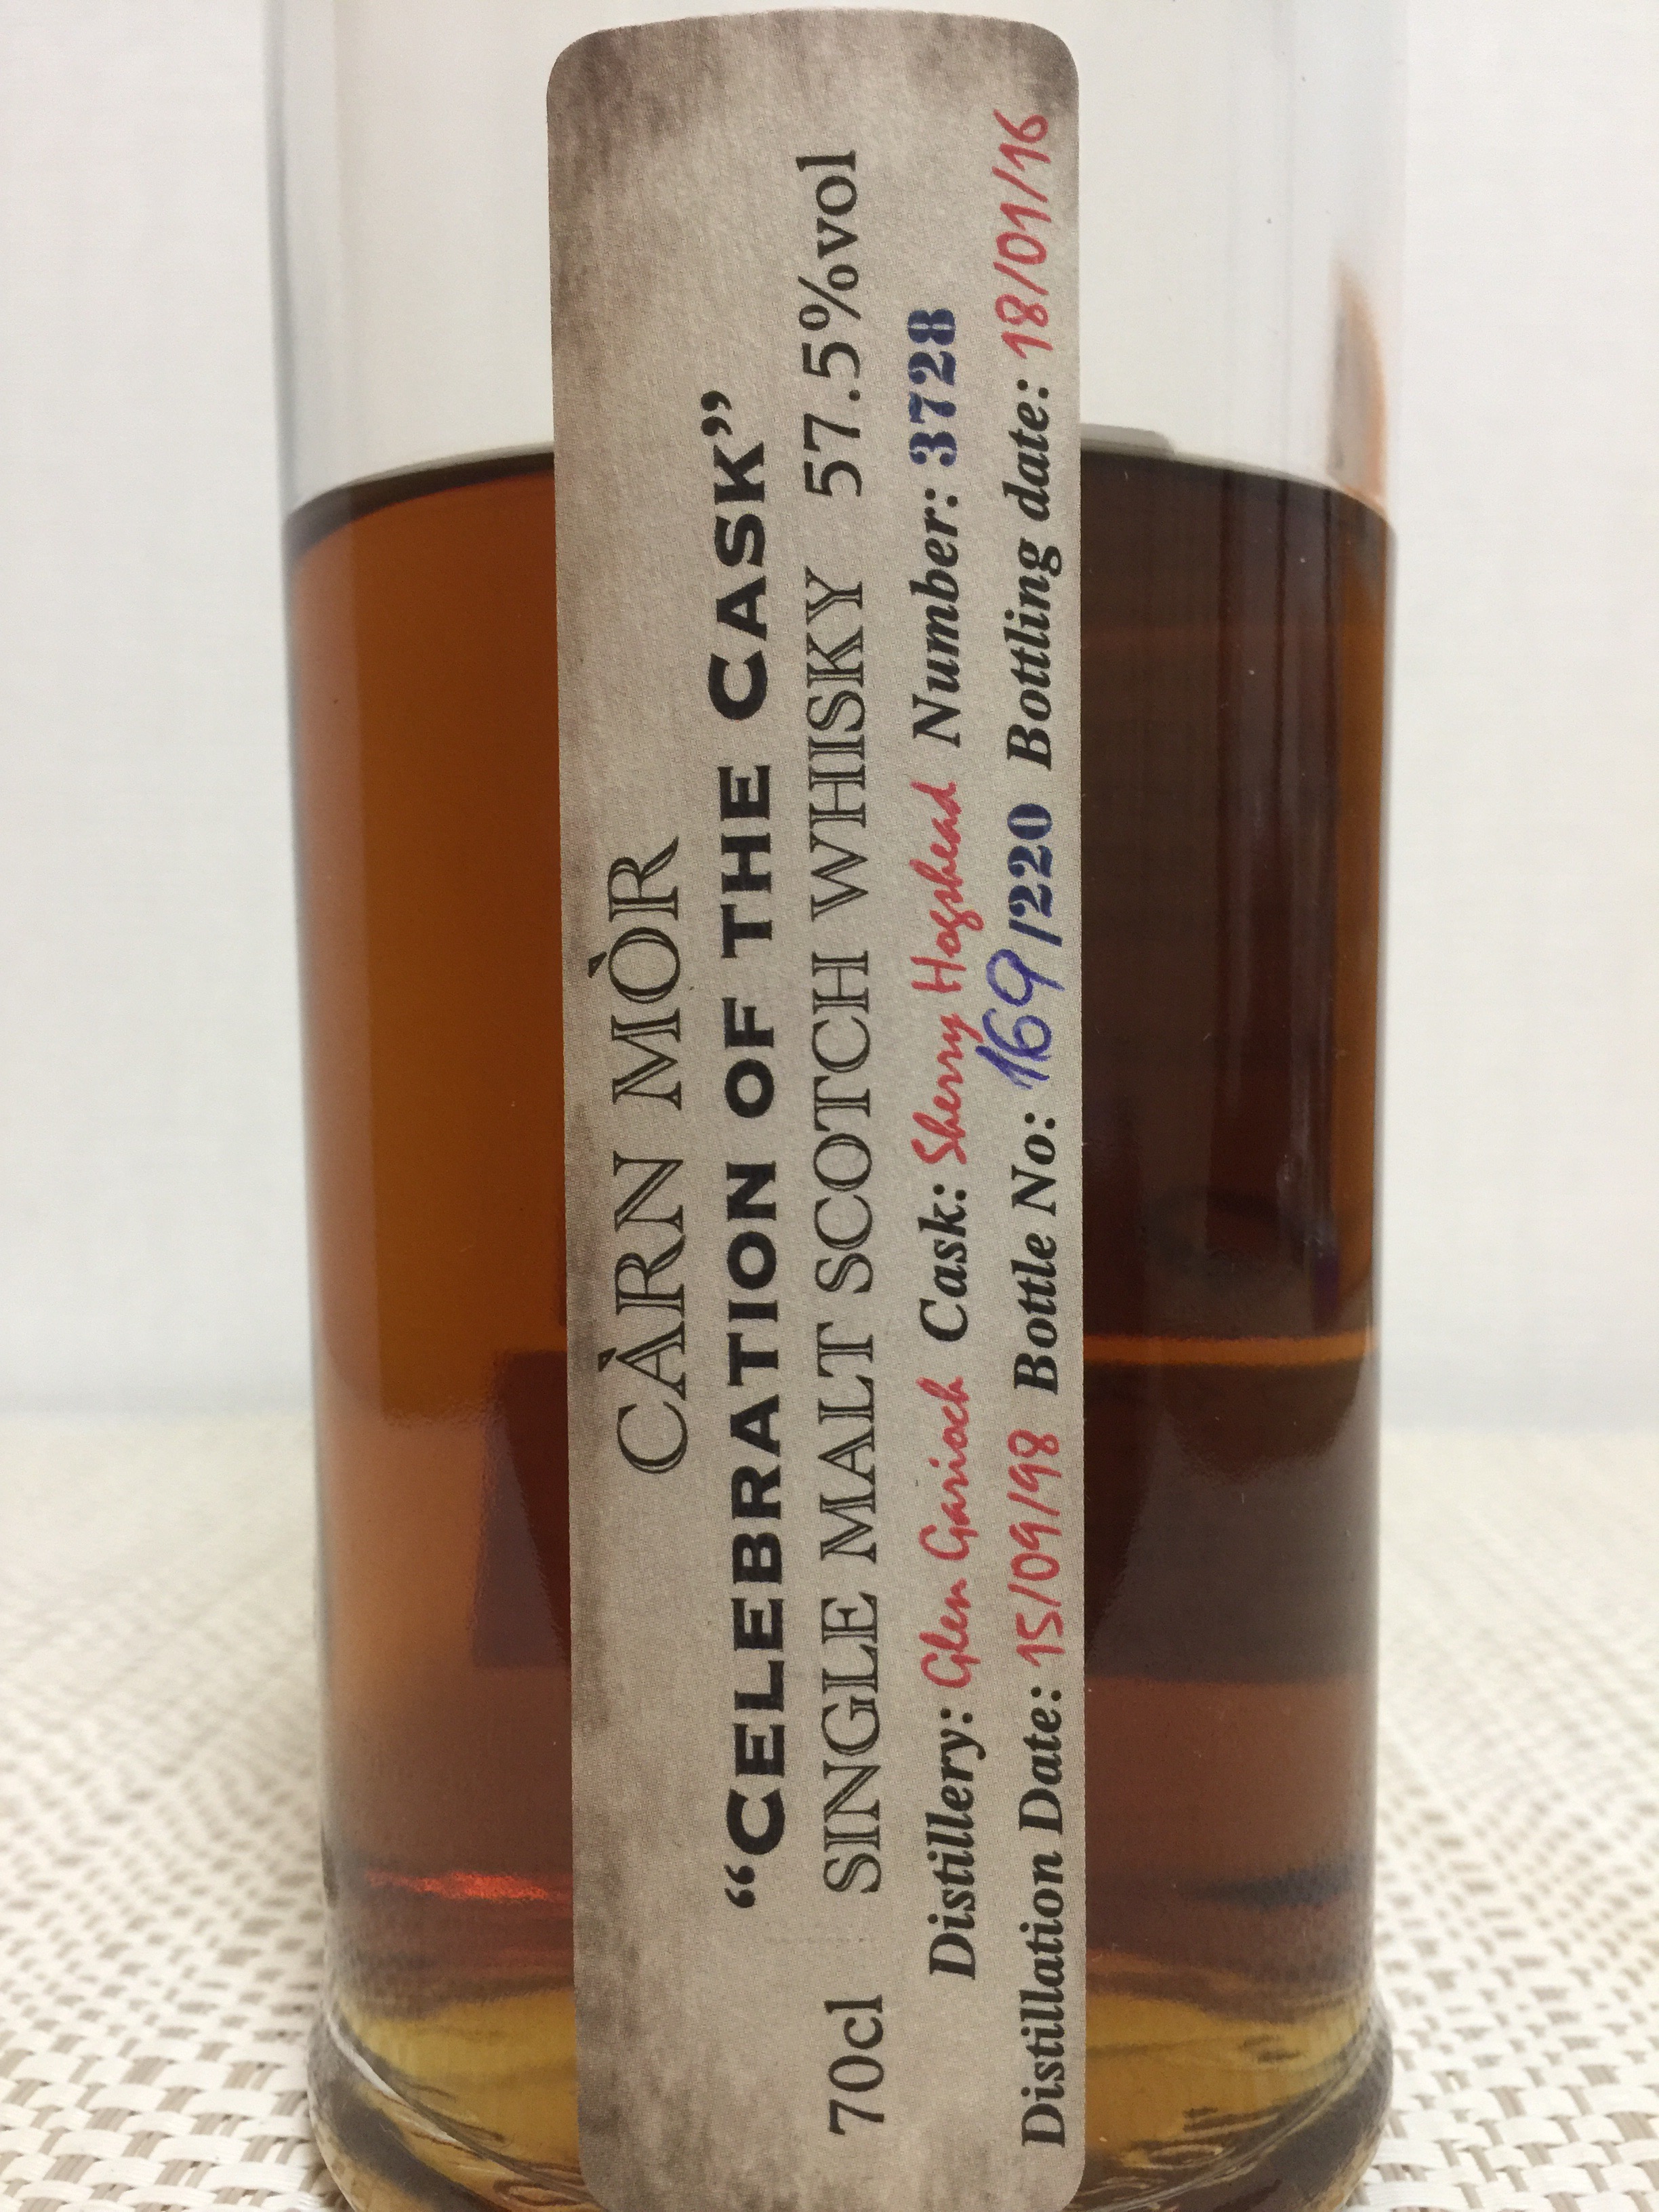 CÀRN MÒR
“CELEBRATION OF THE CASK”
70cl SINGLE MALT SCOTCH WHISKY 57.5%vol
Distillery: Glen Garioch Cask: Sherry Hogshead Number: 3728
Distillation Date: 15/09/98 Bottle No: 169/220 Bottling date: 18/01/16